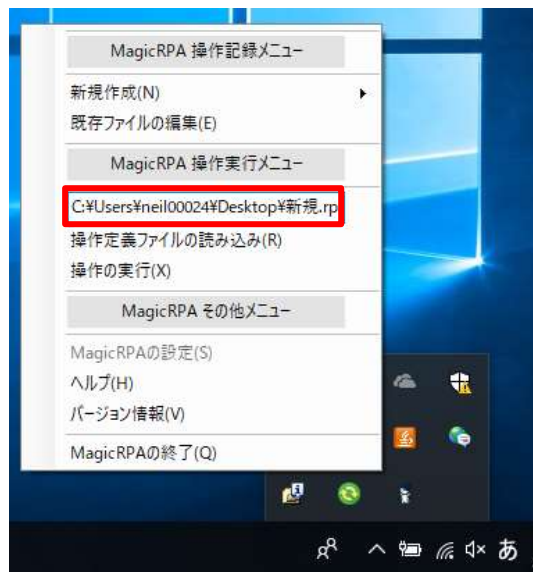 MagicRPA 操作記録メニュー
新規作成(N)
既存ファイルの編集(E)
MagicRPA 操作実行メニュー
C:¥Users¥neil00024¥Desktop¥新規.rp
操作定義ファイルの読み込み(R)
操作の実行(X)
MagicRPA その他メニュー
MagicRPAの設定(S)
ヘルプ(H)
バージョン情報(V)
MagicRPAの終了(Q)
あ